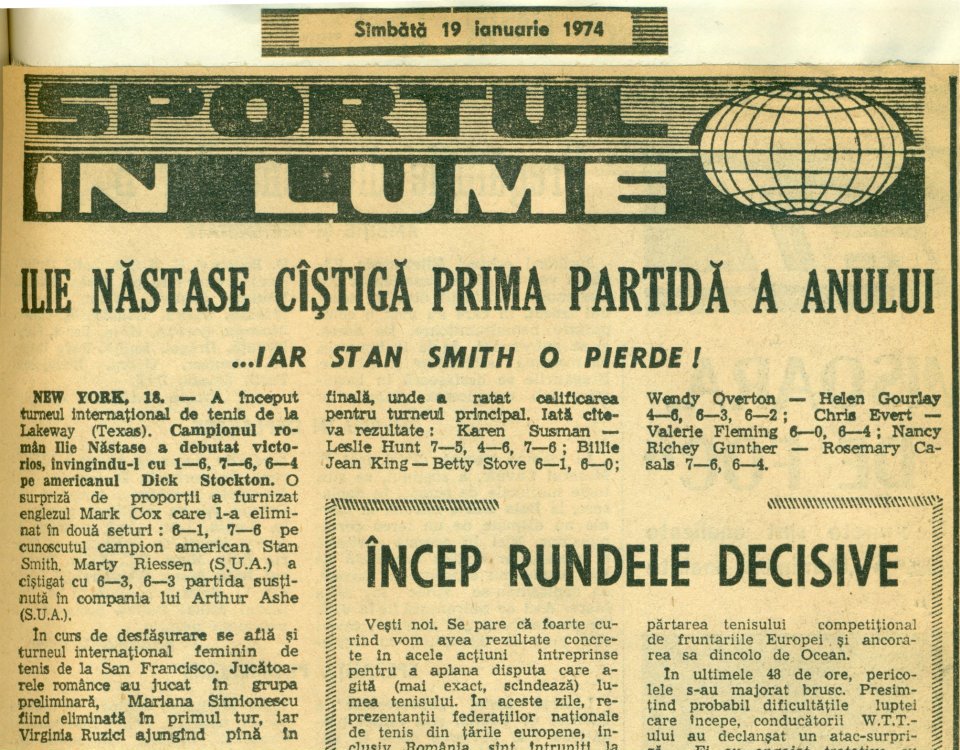 Sîmbătă 19 ianuarie 1974
SPORTUL
ÎN LUME
ILIE NĂSTASE CÎŞTIGĂ PRIMA PARTIDĂ A ANULUI
...IAR STAN SMITH O PIERDE!
NEW YORK, 18. — A început
turneul internaţional de tenis de la
Lakeway (Texas). Campionul ro-
mân Ilie Năstase a debutat victo-
rios, învingîndu-l cu 1—6, 7—6, 6—4
pe americanul Dick Stockton. O
surpriză de proporţii a furnizat
englezul Mark Cox care l-a elimi-
nat în două seturi : 6—1, 7—6 pe
cunoscutul campion american Stan
Smith. Marty Riessen (S.U.A.) a
cîştigat cu 6—3, 6—3 partida susţi-
nută în compania lui Arthur Ashe
(S.U.A.).
În curs de desfăşurare se află şi
turneul internaţional feminin de
tenis de la San Francisco. Jucătoa-
rele românce au jucat în grupa
preliminară, Mariana Simionescu
fiind eliminată în primul tur, iar
Virginia Ruzici ajungînd pînă în
finală, unde a ratat calificarea
pentru turneul principal. Iată cîte-
va rezultate : Karen Susman —
Leslie Hunt 7—5, 4—6, 7—6 ; Billie
Jean King — Betty Stove 6—1, 6—0;
Wendy Overton — Helen Gourlay
4—6, 6—3, 6—2 ; Chris Evert —
Valerie Fleming 6—0, 6—4 ; Nancy
Richey Gunther — Rosemary Ca-
sals 7—6, 6—4.
ÎNCEP RUNDELE DECISIVE
Veşti noi. Se pare că foarte cu-
rînd vom avea rezultate concre-
te în acele acţiuni întreprinse
pentru a aplana disputa care a-
gită (mai exact, scindează) lu-
mea tenisului. În aceste zile, re-
prezentanţii federaţiilor naţionale
de tenis din ţările europene, in-
clusiv România, sînt întruniţi la
părtarea tenisului competiţional
de fruntariile Europei şi ancora-
rea sa dincolo de Ocean.
În ultimele 48 de ore, perico-
lele s-au majorat brusc. Presim-
ţind probabil dificultăţile luptei
care începe, conducătorii W.T.T.-
ului au declanşat un atac-surpri-